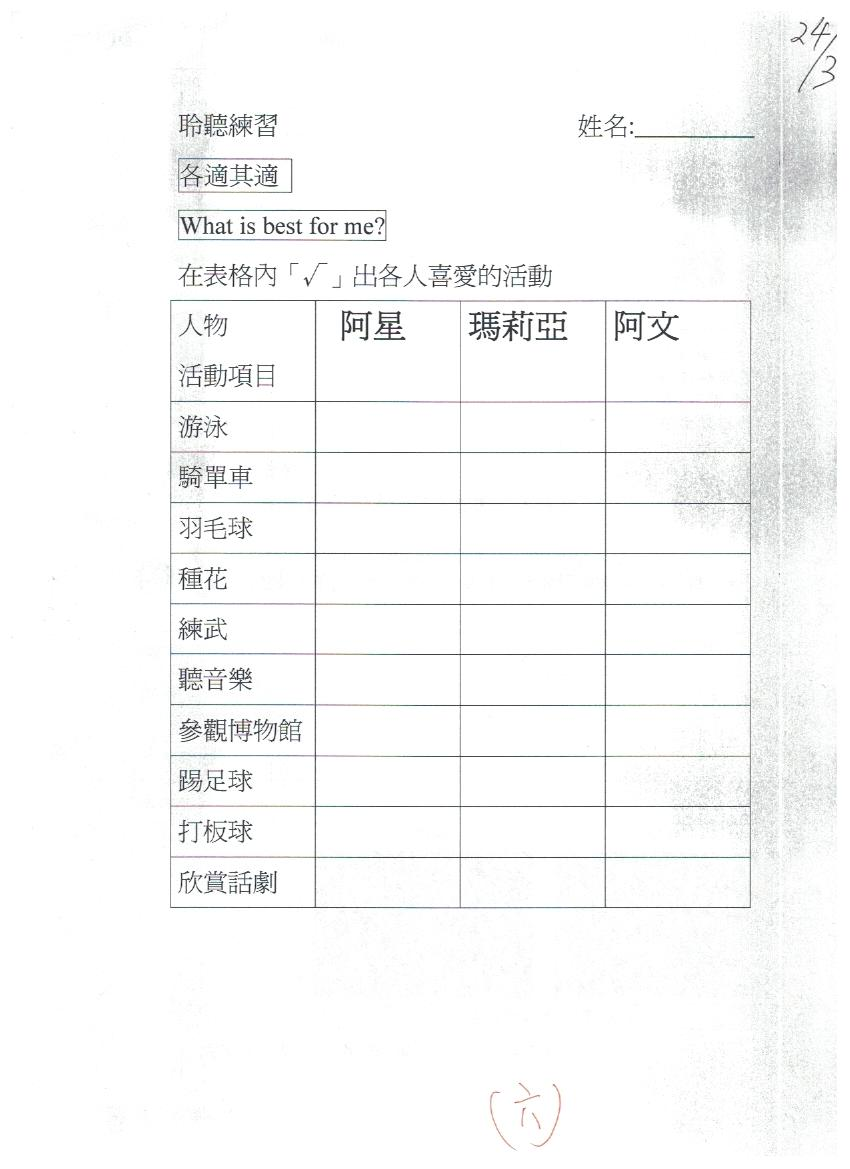 24/3
聆聽練習 姓名:__________
各適其適
What is best for me?
在表格內「√」出各人喜愛的活動
人物 阿星 瑪莉亞 阿文
活動項目
游泳
騎單車
羽毛球
種花
練武
聽音樂
參觀博物館
踢足球
打板球
欣賞話劇
(六)